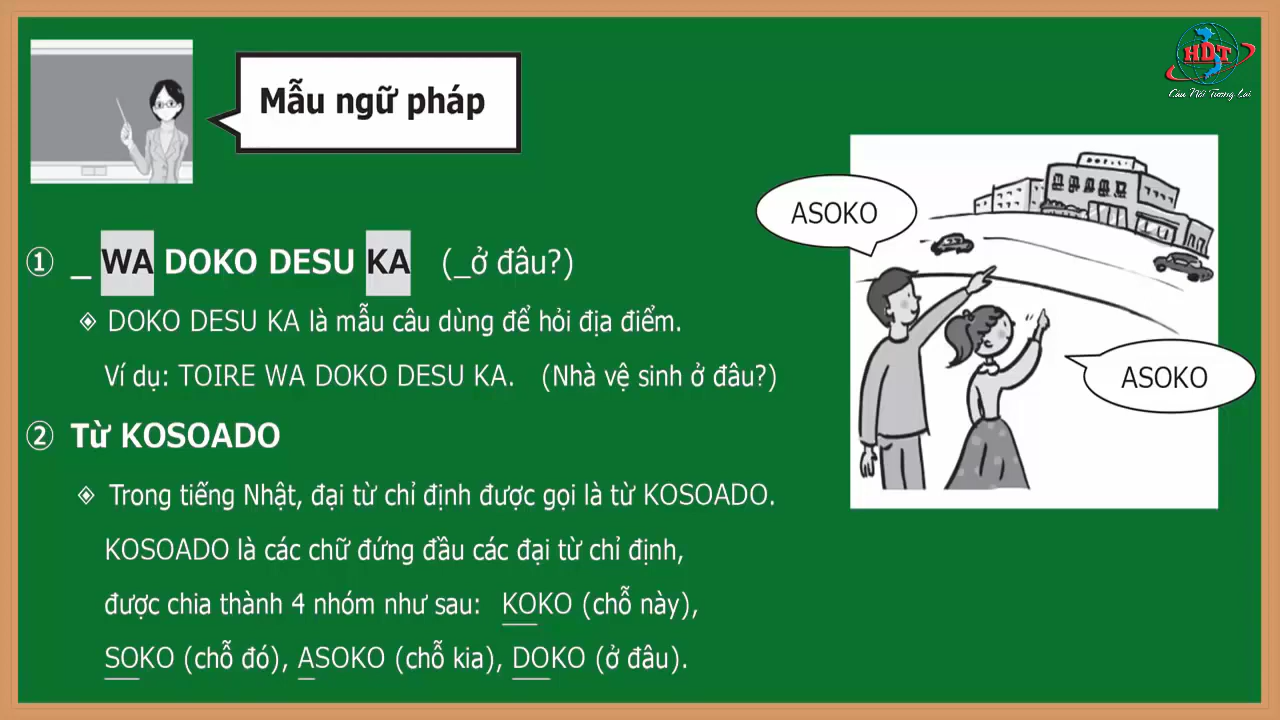 HDT
Cầu Nối Tương Lai
Mẫu ngữ pháp
ASOKO
ASOKO
① _ WA DOKO DESU KA (_ở đâu?)
◈ DOKO DESU KA là mẫu câu dùng để hỏi địa điểm.
Ví dụ: TOIRE WA DOKO DESU KA. (Nhà vệ sinh ở đâu?)
② Từ KOSOADO
◈ Trong tiếng Nhật, đại từ chỉ định được gọi là từ KOSOADO.
KOSOADO là các chữ đứng đầu các đại từ chỉ định,
được chia thành 4 nhóm như sau: KOKO (chỗ này),
SOKO (chỗ đó), ASOKO (chỗ kia), DOKO (ở đâu).